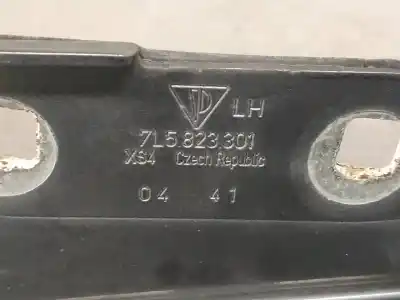 LH
7L5.823.301
XS4 Czech Republic
04 41